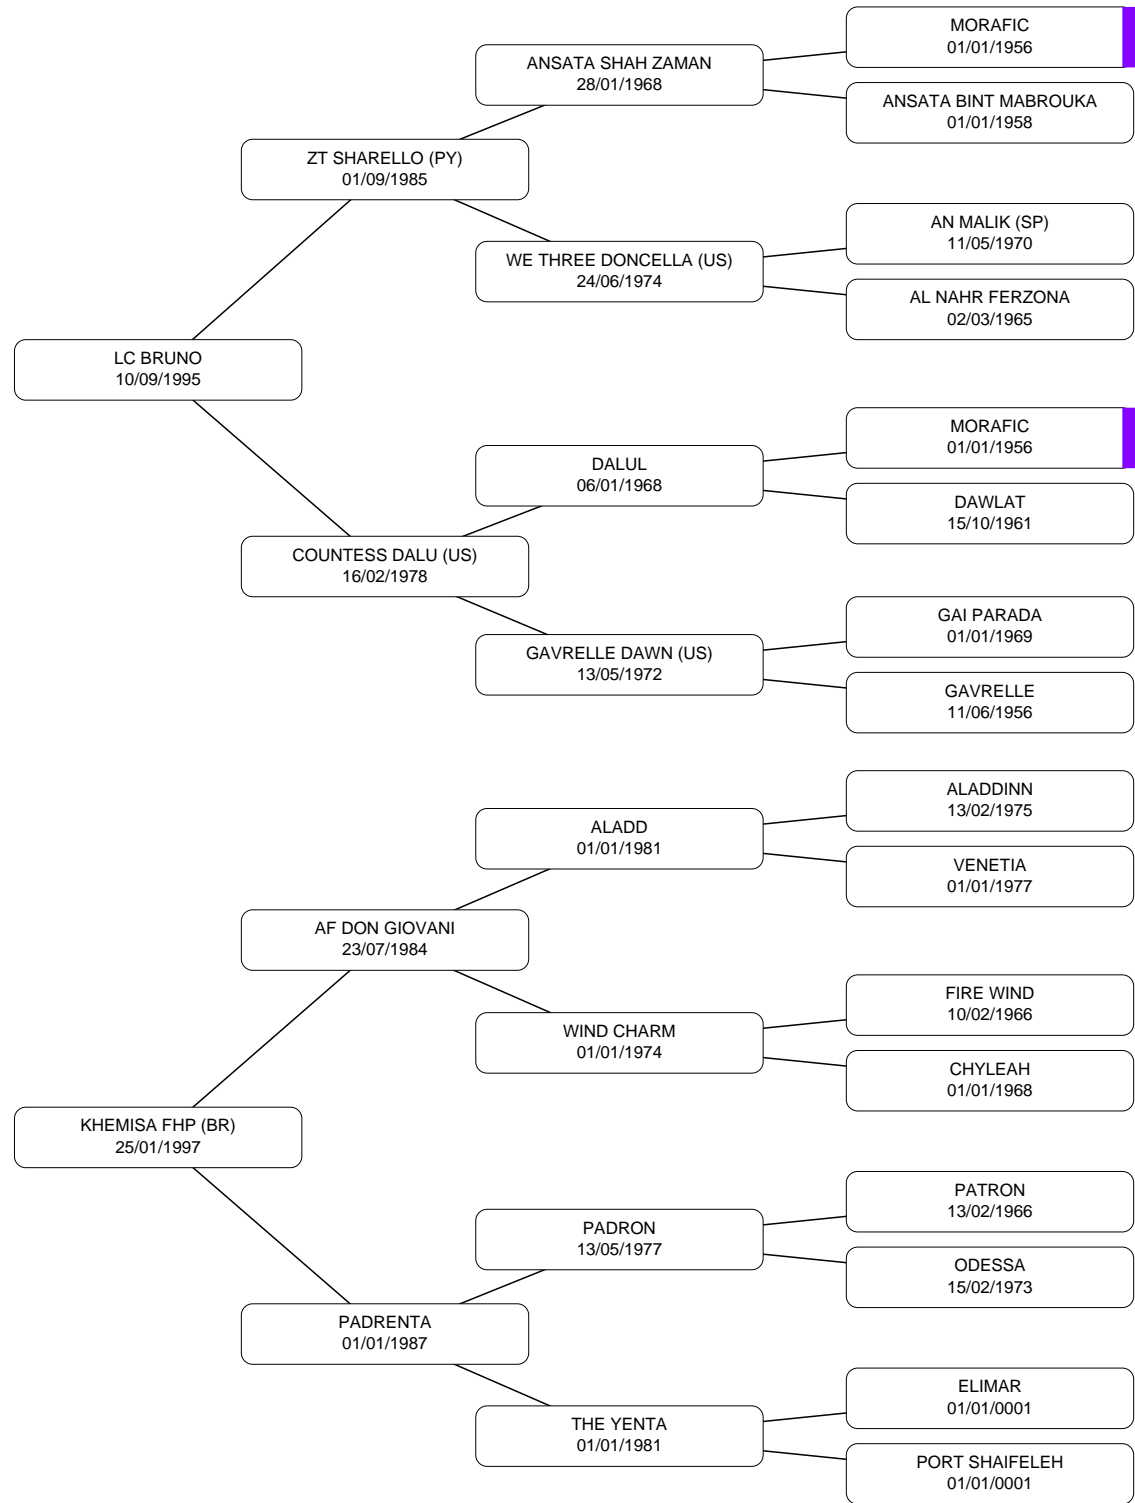 MORAFIC
01/01/1956
ANSATA SHAH ZAMAN
28/01/1968
ANSATA BINT MABROUKA
01/01/1958
ZT SHARELLO (PY)
01/09/1985
AN MALIK (SP)
11/05/1970
WE THREE DONCELLA (US)
24/06/1974
AL NAHR FERZONA
02/03/1965
LC BRUNO
10/09/1995
MORAFIC
01/01/1956
DALUL
06/01/1968
DAWLAT
15/10/1961
COUNTESS DALU (US)
16/02/1978
GAI PARADA
01/01/1969
GAVRELLE DAWN (US)
13/05/1972
GAVRELLE
11/06/1956
ALADDINN
13/02/1975
ALADD
01/01/1981
VENETIA
01/01/1977
AF DON GIOVANI
23/07/1984
FIRE WIND
10/02/1966
WIND CHARM
01/01/1974
CHYLEAH
01/01/1968
KHEMISA FHP (BR)
25/01/1997
PATRON
13/02/1966
PADRON
13/05/1977
ODESSA
15/02/1973
PADRENTA
01/01/1987
ELIMAR
01/01/0001
THE YENTA
01/01/1981
PORT SHAIFELEH
01/01/0001